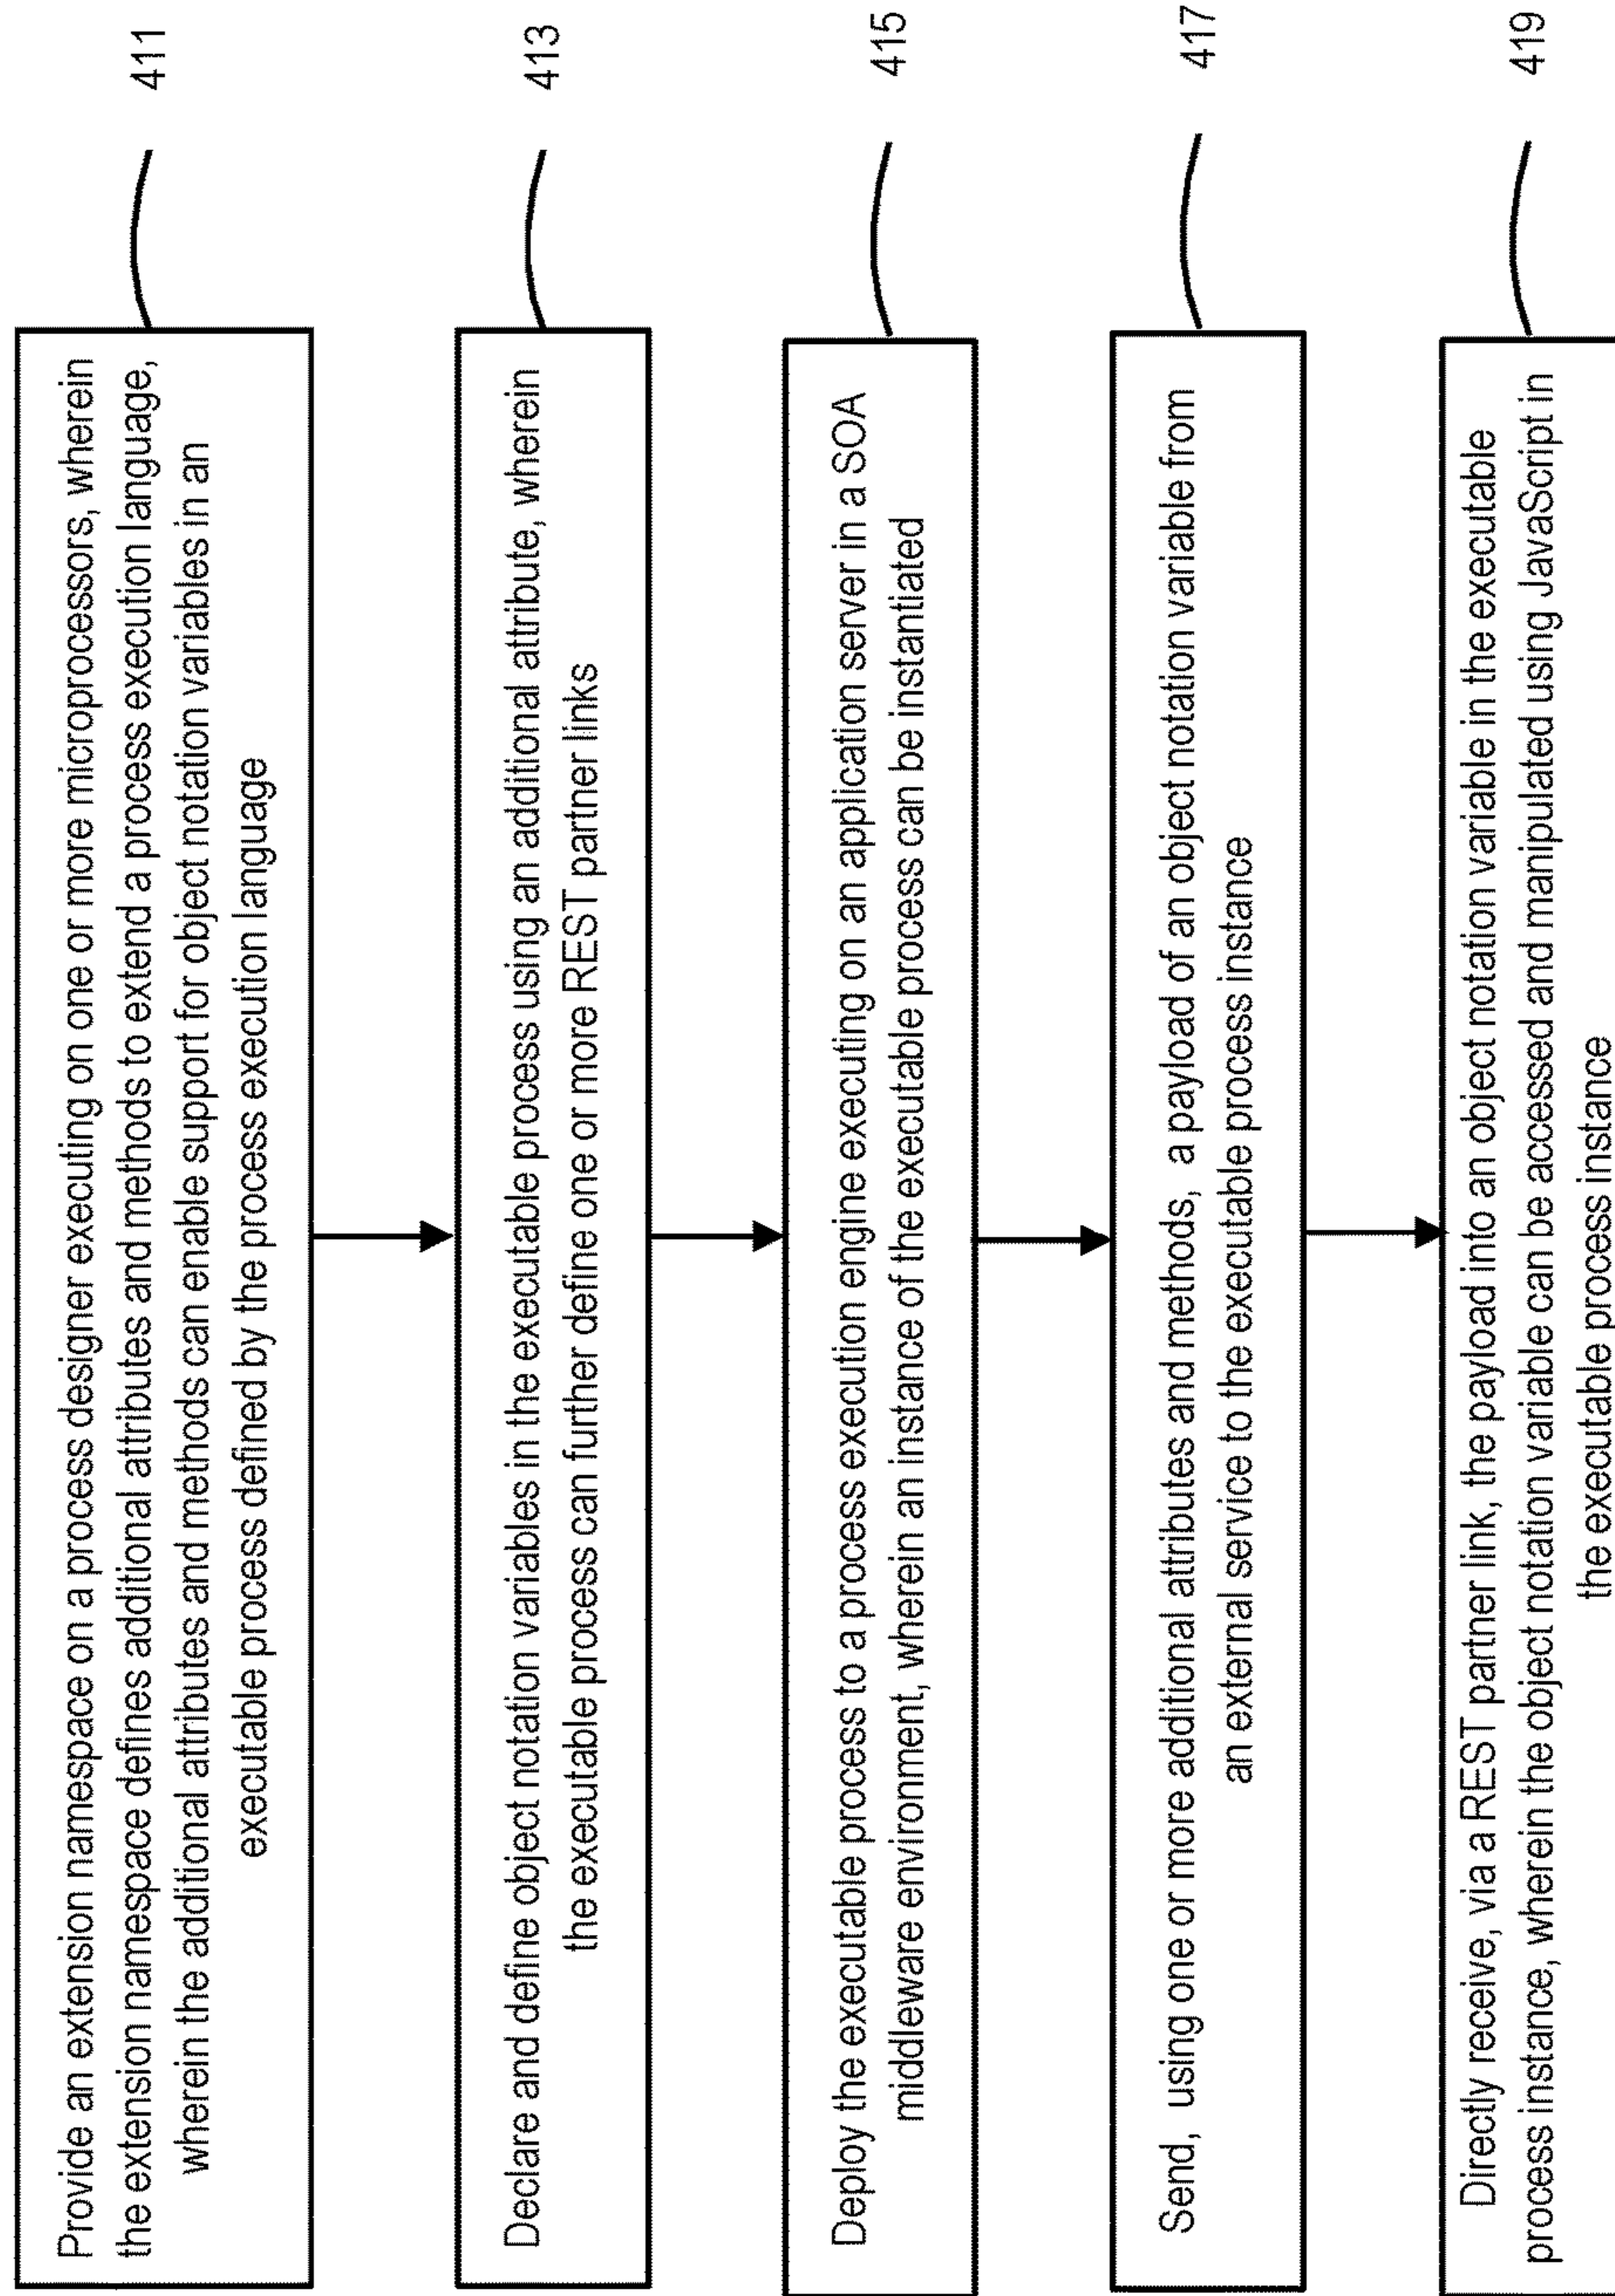 Provide an extension namespace on a process designer executing on one or more microprocessors, wherein
the extension namespace defines additional attributes and methods to extend a process execution language,
wherein the additional attributes and methods can enable support for object notation variables in an
executable process defined by the process execution language
411
Declare and define object notation variables in the executable process using an additional attribute, wherein
the executable process can further define one or more REST partner links
413
Deploy the executable process to a process execution engine executing on an application server in a SOA
middleware environment, wherein an instance of the executable process can be instantiated
415
Send, using one or more additional attributes and methods, a payload of an object notation variable from
an external service to the executable process instance
417
Directly receive, via a REST partner link, the payload into an object notation variable in the executable
process instance, wherein the object notation variable can be accessed and manipulated using JavaScript in
the executable process instance
419